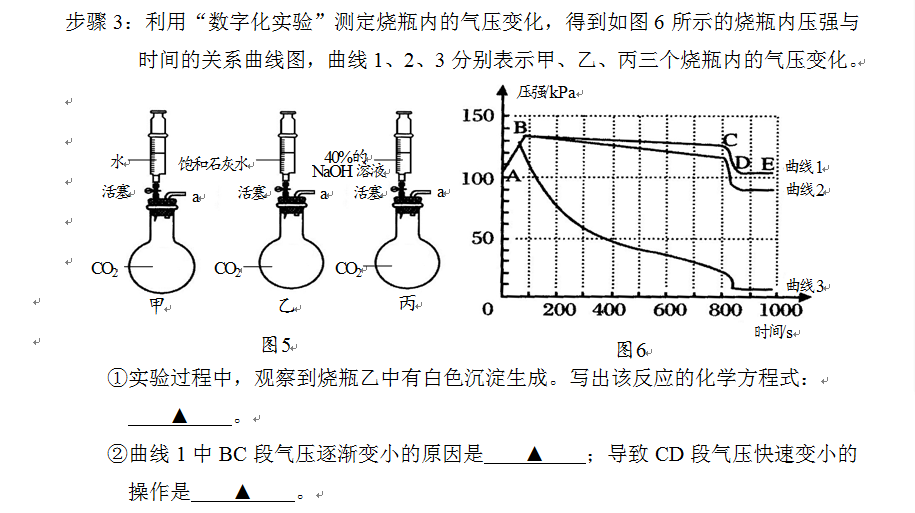 步骤 3：利用“数字化实验”测定烧瓶内的气压变化，得到如图 6 所示的烧瓶内压强与
时间的关系曲线图，曲线 1、2、3 分别表示甲、乙、丙三个烧瓶内的气压变化。
水
活塞
a
CO₂
甲
饱和石灰水
活塞
a
CO₂
乙
40%的
NaOH 溶液
活塞
a
CO₂
丙
图 5
压强/kPa
150
100
50
0
B
A
C
D
E
曲线1
曲线2
曲线3
200 400 600 800 1000
时间/s
图 6
①实验过程中，观察到烧瓶乙中有白色沉淀生成。写出该反应的化学方程式：
▲ 。
②曲线 1 中 BC 段气压逐渐变小的原因是 ▲ ；导致 CD 段气压快速变小的
操作是 ▲ 。